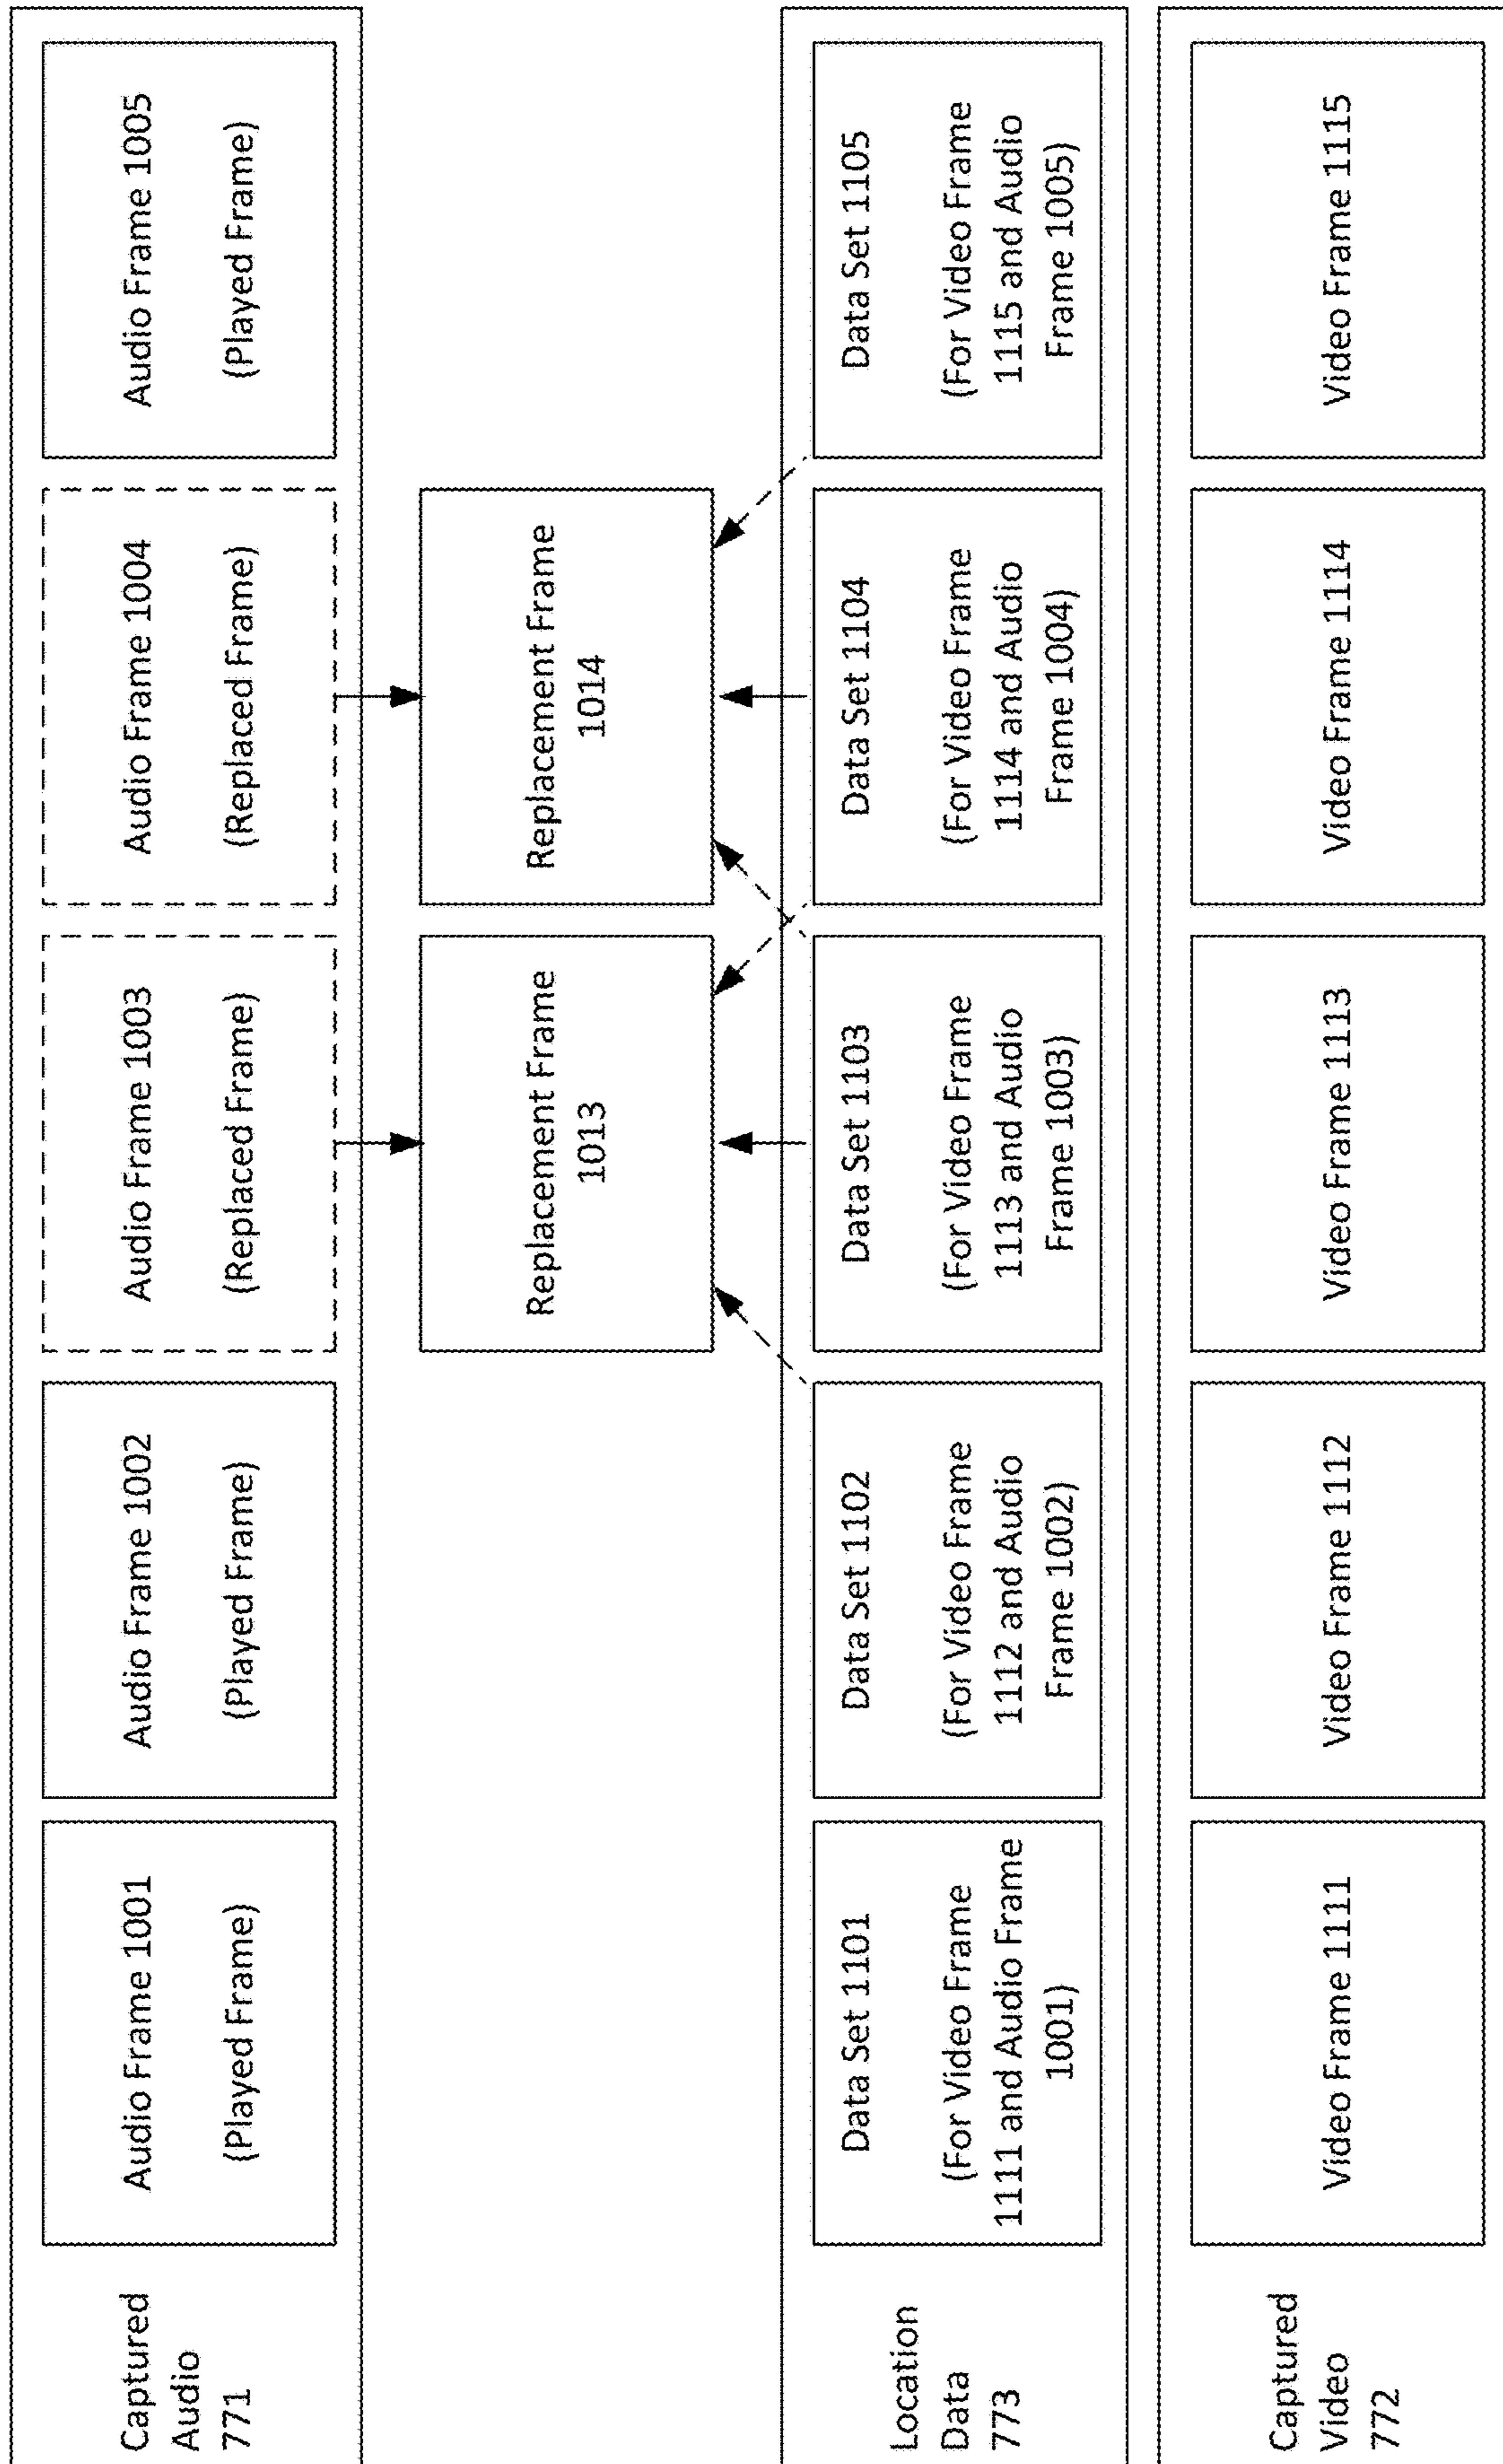 Captured
Audio
771
Audio Frame 1001
(Played Frame)
Audio Frame 1002
(Played Frame)
Audio Frame 1003
(Replaced Frame)
Audio Frame 1004
(Replaced Frame)
Audio Frame 1005
(Played Frame)
Replacement Frame
1013
Replacement Frame
1014
Location
Data
773
Data Set 1101
(For Video Frame
1111 and Audio Frame
1001)
Data Set 1102
(For Video Frame
1112 and Audio
Frame 1002)
Data Set 1103
(For Video Frame
1113 and Audio
Frame 1003)
Data Set 1104
(For Video Frame
1114 and Audio
Frame 1004)
Data Set 1105
(For Video Frame
1115 and Audio
Frame 1005)
Captured
Video
772
Video Frame 1111
Video Frame 1112
Video Frame 1113
Video Frame 1114
Video Frame 1115